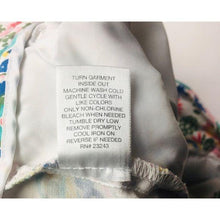 TURN GARMENT
INSIDE OUT
MACHINE WASH COLD
GENTLE CYCLE WITH
LIKE COLORS
ONLY NON-CHLORINE
BLEACH WHEN NEEDED
TUMBLE DRY LOW
REMOVE PROMPTLY
COOL IRON ON
REVERSE IF NEEDED
RN# 23243